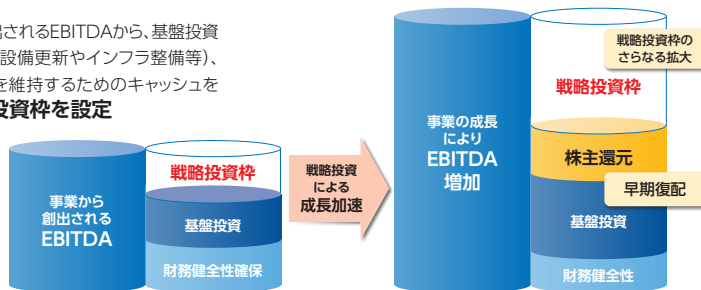 出されるEBITDAから、基盤投資
設備更新やインフラ整備等)、
を維持するためのキャッシュを
投資枠を設定
事業から
創出される
EBITDA
戦略投資枠
基盤投資
財務健全性確保
戦略投資
による
成長加速
事業の成長
により
EBITDA
増加
戦略投資枠の
さらなる拡大
戦略投資枠
株主還元
早期復配
基盤投資
財務健全性